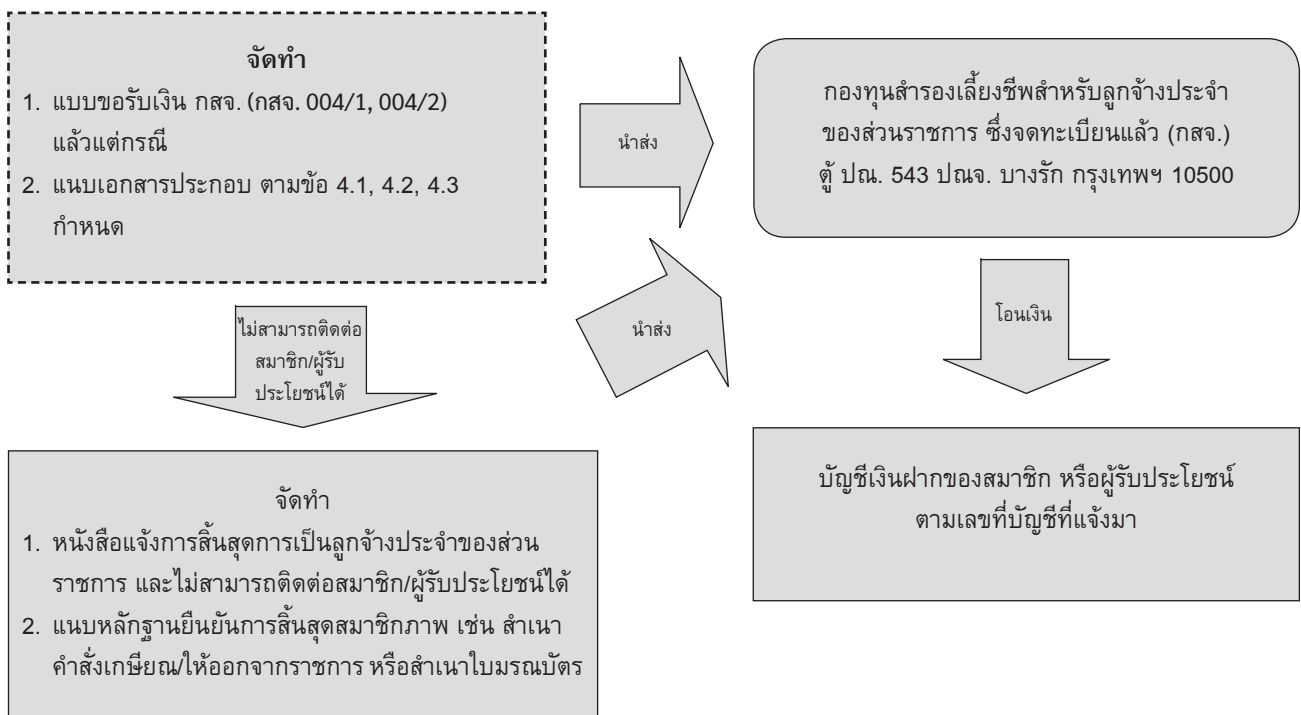 จัดทำ
1. แบบขอรับเงิน กสจ. (กสจ. 004/1, 004/2)
แล้วแต่กรณี
2. แนบเอกสารประกอบ ตามข้อ 4.1, 4.2, 4.3
กำหนด
นำส่ง
กองทุนสำรองเลี้ยงชีพสำหรับลูกจ้างประจำ
ของส่วนราชการ ซึ่งจดทะเบียนแล้ว (กสจ.)
ตู้ ปณ. 543 ปณจ. บางรัก กรุงเทพฯ 10500
ไม่สามารถติดต่อ
สมาชิก/ผู้รับ
ประโยชน์ได้
นำส่ง
โอนเงิน
จัดทำ
1. หนังสือแจ้งการสิ้นสุดการเป็นลูกจ้างประจำของส่วน
ราชการ และไม่สามารถติดต่อสมาชิก/ผู้รับประโยชน์ได้
2. แนบหลักฐานยืนยันการสิ้นสุดสมาชิกภาพ เช่น สำเนา
คำสั่งเกษียณ/ให้ออกจากราชการ หรือสำเนาใบมรณบัตร
บัญชีเงินฝากของสมาชิก หรือผู้รับประโยชน์
ตามเลขที่บัญชีที่แจ้งมา